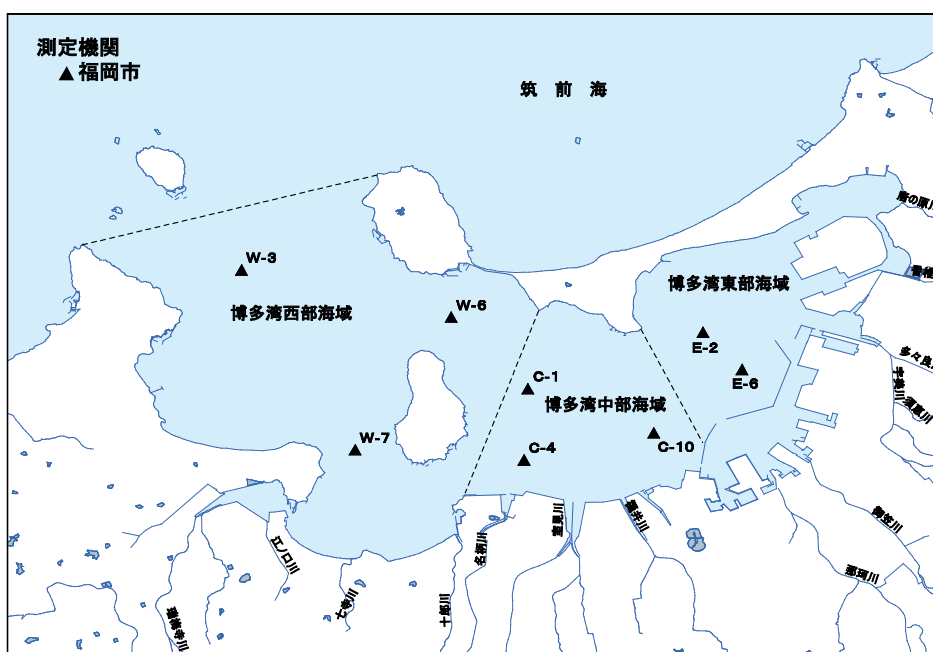 測定機関
▲福岡市
筑前海
唐の原川
W-3
博多湾東部海域
博多湾西部海域
W-6
E-2
多々良川
E-6
C-1
宇美川
須恵川
博多湾中部海域
W-7
C-4
C-10
室見川
樋井川
御笠川
名柄川
江ノ口川
那珂川
七寺川
十郎川
瑞梅寺川